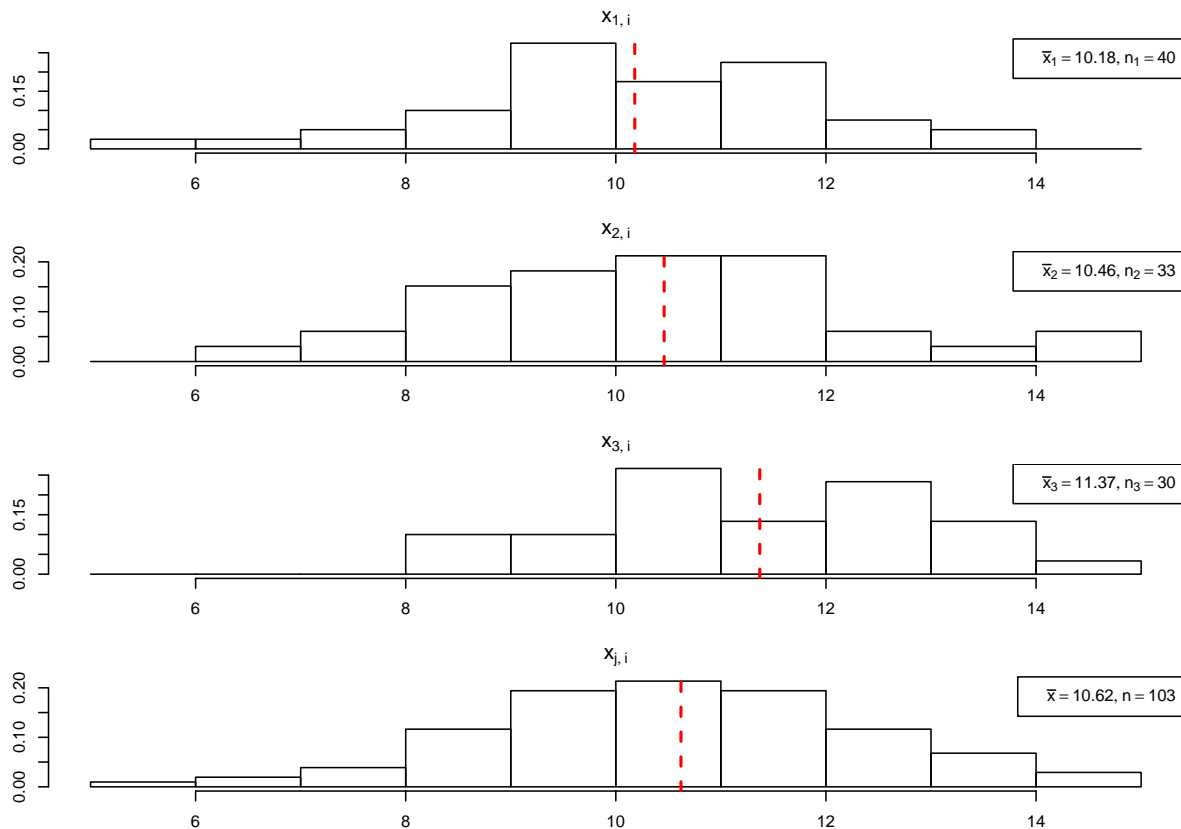 x1, i
x̄1 = 10.18, n1 = 40
0.00 0.15
6 8 10 12 14
x2, i
x̄2 = 10.46, n2 = 33
0.00 0.10 0.20
6 8 10 12 14
x3, i
x̄3 = 11.37, n3 = 30
0.00 0.15
6 8 10 12 14
xj, i
x̄ = 10.62, n = 103
0.00 0.10 0.20
6 8 10 12 14